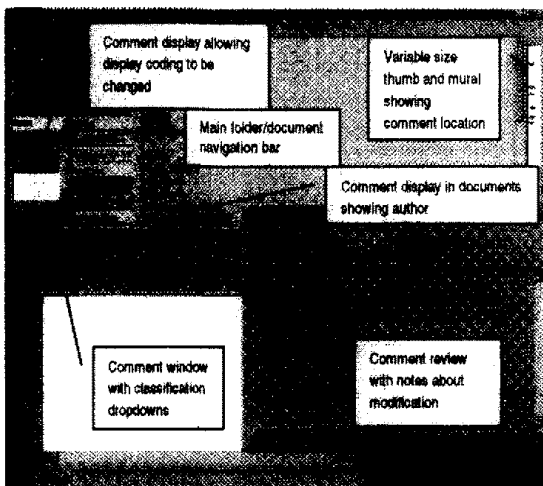 Comment display allowing
display coding to be
changed
Variable size
thumb and mural
showing
comment location
Main folder/document
navigation bar
Comment display in documents
showing author
Comment window
with classification
dropdowns
Comment review
with notes about
modification